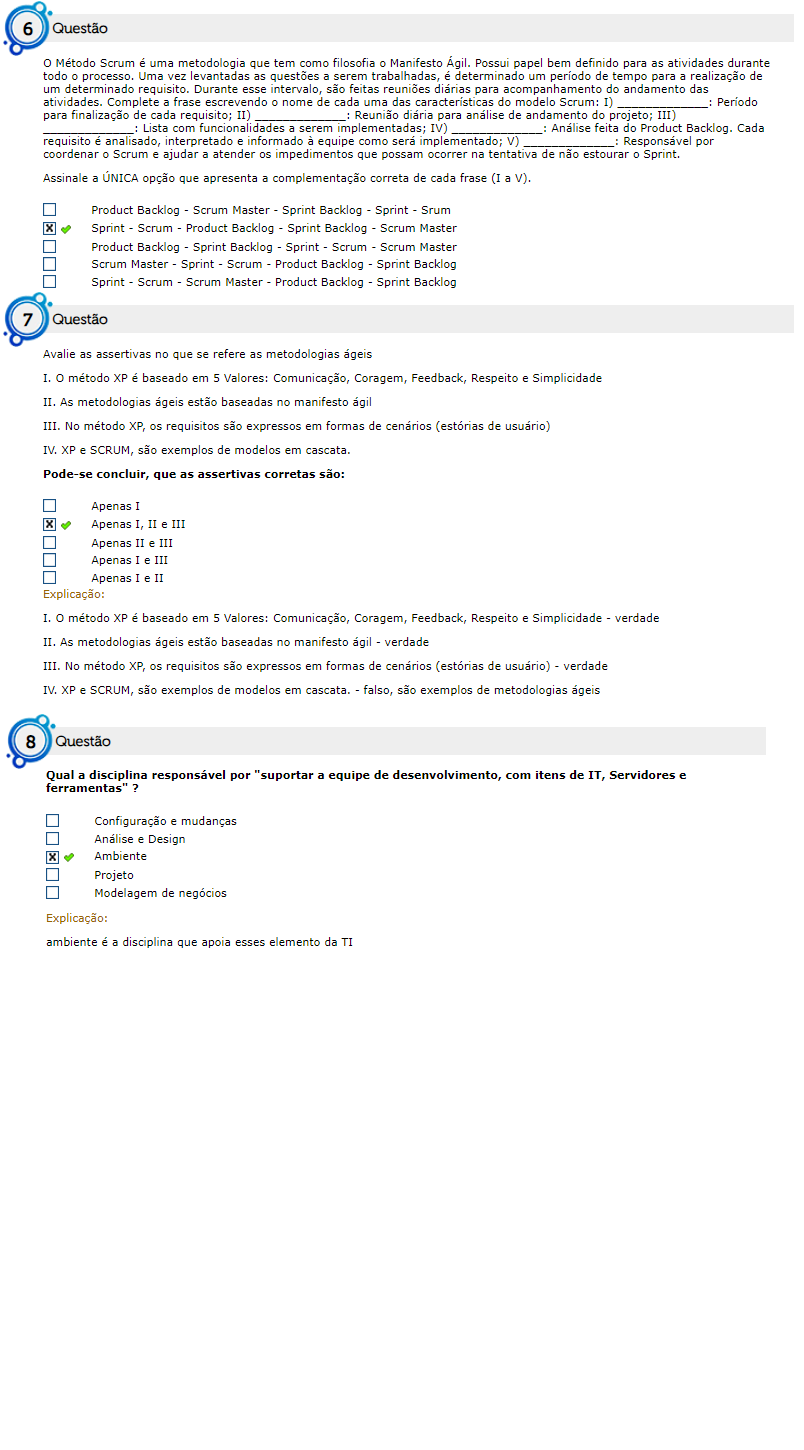 6 Questão
O Método Scrum é uma metodologia que tem como filosofia o Manifesto Ágil. Possui papel bem definido para as atividades durante
todo o processo. Uma vez levantadas as questões a serem trabalhadas, é determinado um período de tempo para a realização de
um determinado requisito. Durante esse intervalo, são feitas reuniões diárias para acompanhamento do andamento das
atividades. Complete a frase escrevendo o nome de cada uma das características do modelo Scrum: I) _____________: Período
para finalização de cada requisito; II) _____________: Reunião diária para análise de andamento do projeto; III)
_____________: Lista com funcionalidades a serem implementadas; IV) _____________: Análise feita do Product Backlog. Cada
requisito é analisado, interpretado e informado à equipe como será implementado; V) _____________: Responsável por
coordenar o Scrum e ajudar a atender os impedimentos que possam ocorrer na tentativa de não estourar o Sprint.
Assinale a ÚNICA opção que apresenta a complementação correta de cada frase (I a V).
Product Backlog - Scrum Master - Sprint Backlog - Sprint - Srum
X Sprint - Scrum - Product Backlog - Sprint Backlog - Scrum Master
Product Backlog - Sprint Backlog - Sprint - Scrum - Scrum Master
Scrum Master - Sprint - Scrum - Product Backlog - Sprint Backlog
Sprint - Scrum - Scrum Master - Product Backlog - Sprint Backlog
7 Questão
Avalie as assertivas no que se refere as metodologias ágeis
I. O método XP é baseado em 5 Valores: Comunicação, Coragem, Feedback, Respeito e Simplicidade
II. As metodologias ágeis estão baseadas no manifesto ágil
III. No método XP, os requisitos são expressos em formas de cenários (estórias de usuário)
IV. XP e SCRUM, são exemplos de modelos em cascata.
Pode-se concluir, que as assertivas corretas são:
Apenas I
X Apenas I, II e III
Apenas II e III
Apenas I e III
Apenas I e II
Explicação:
I. O método XP é baseado em 5 Valores: Comunicação, Coragem, Feedback, Respeito e Simplicidade - verdade
II. As metodologias ágeis estão baseadas no manifesto ágil - verdade
III. No método XP, os requisitos são expressos em formas de cenários (estórias de usuário) - verdade
IV. XP e SCRUM, são exemplos de modelos em cascata. - falso, são exemplos de metodologias ágeis
8 Questão
Qual a disciplina responsável por "suportar a equipe de desenvolvimento, com itens de IT, Servidores e
ferramentas" ?
Configuração e mudanças
Análise e Design
X Ambiente
Projeto
Modelagem de negócios
Explicação:
ambiente é a disciplina que apoia esses elemento da TI